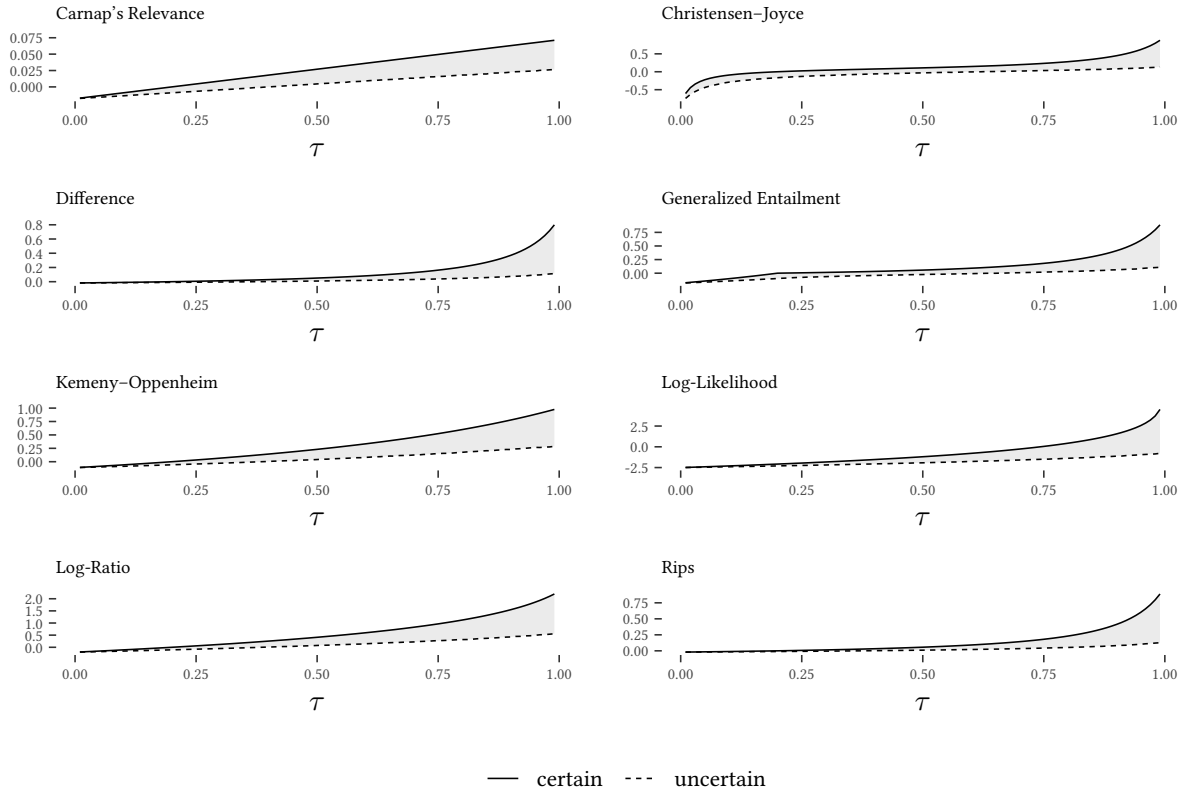 Carnap’s Relevance
0.075
0.050
0.025
0.000
0.00 0.25 0.50 0.75 1.00
τ
Christensen–Joyce
0.5
0.0
-0.5
0.00 0.25 0.50 0.75 1.00
τ
Difference
0.8
0.6
0.4
0.2
0.0
0.00 0.25 0.50 0.75 1.00
τ
Generalized Entailment
0.75
0.50
0.25
0.00
0.00 0.25 0.50 0.75 1.00
τ
Kemeny–Oppenheim
1.00
0.75
0.50
0.25
0.00
0.00 0.25 0.50 0.75 1.00
τ
Log-Likelihood
2.5
0.0
-2.5
0.00 0.25 0.50 0.75 1.00
τ
Log-Ratio
2.0
1.5
1.0
0.5
0.0
0.00 0.25 0.50 0.75 1.00
τ
Rips
0.75
0.50
0.25
0.00
0.00 0.25 0.50 0.75 1.00
τ
certain uncertain